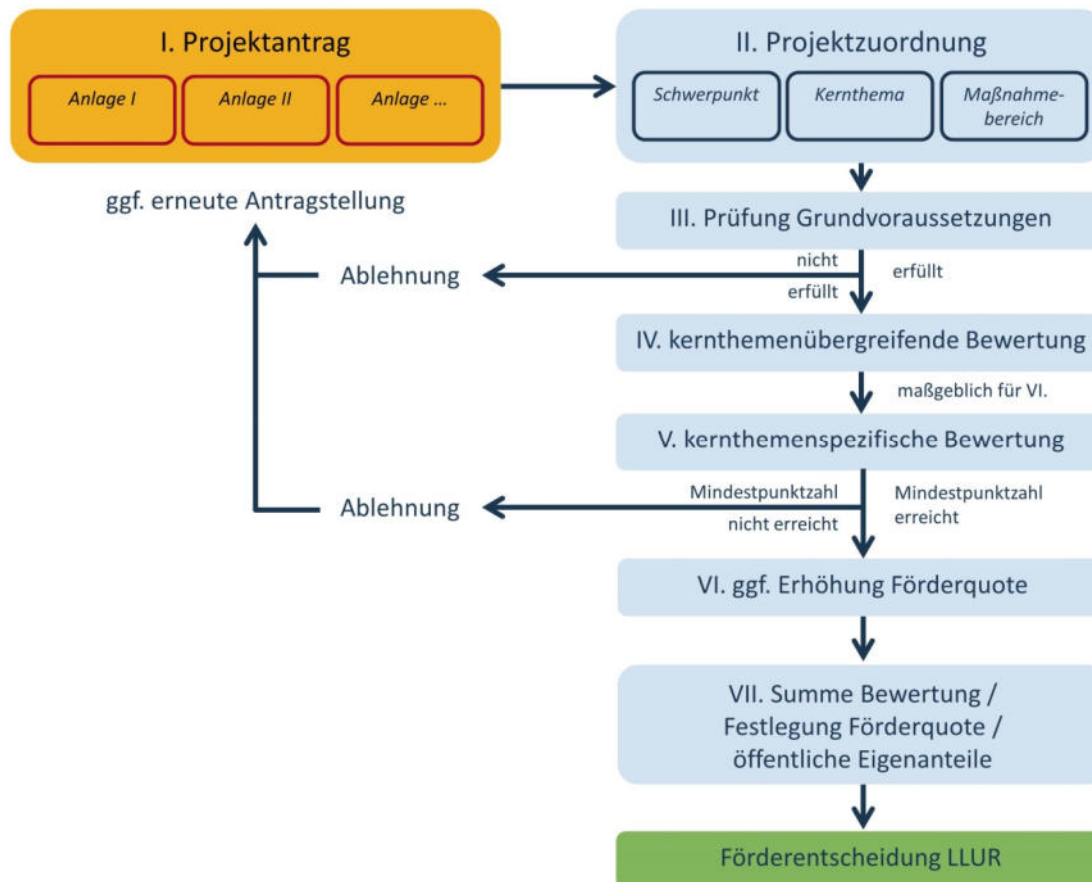 I. Projektantrag
Anlage I
Anlage II
Anlage ...
II. Projektzuordnung
Schwerpunkt
Kernthema
Maßnahme-
bereich
ggf. erneute Antragstellung
III. Prüfung Grundvoraussetzungen
nicht
erfüllt
erfüllt
Ablehnung
IV. kernthemenübergreifende Bewertung
maßgeblich für VI.
V. kernthemenspezifische Bewertung
Mindestpunktzahl
nicht erreicht
Mindestpunktzahl
erreicht
Ablehnung
VI. ggf. Erhöhung Förderquote
VII. Summe Bewertung /
Festlegung Förderquote /
öffentliche Eigenanteile
Förderentscheidung LLUR